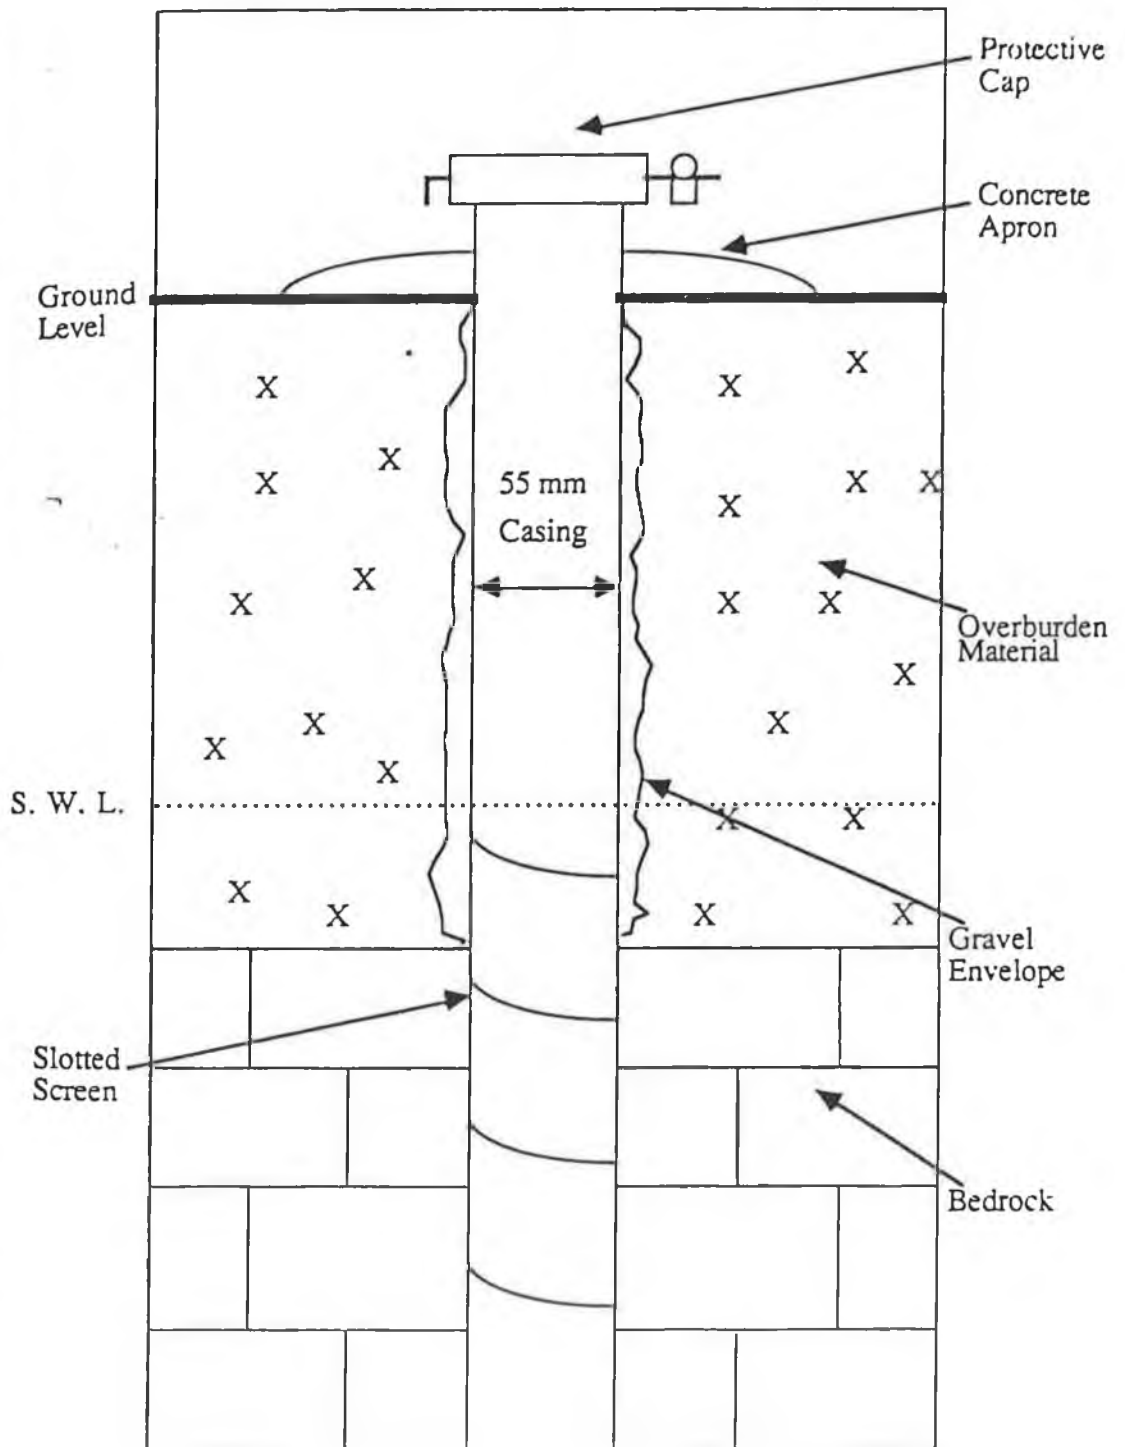 Protective
Cap
Concrete
Apron
Ground
Level
X
X
X
X
X
55 mm
Casing
X
X
X
X
X
X
X
X
Overburden
Material
X
X
X
X
X
S. W. L.
X
X
X
X
X
X
Gravel
Envelope
Slotted
Screen
Bedrock